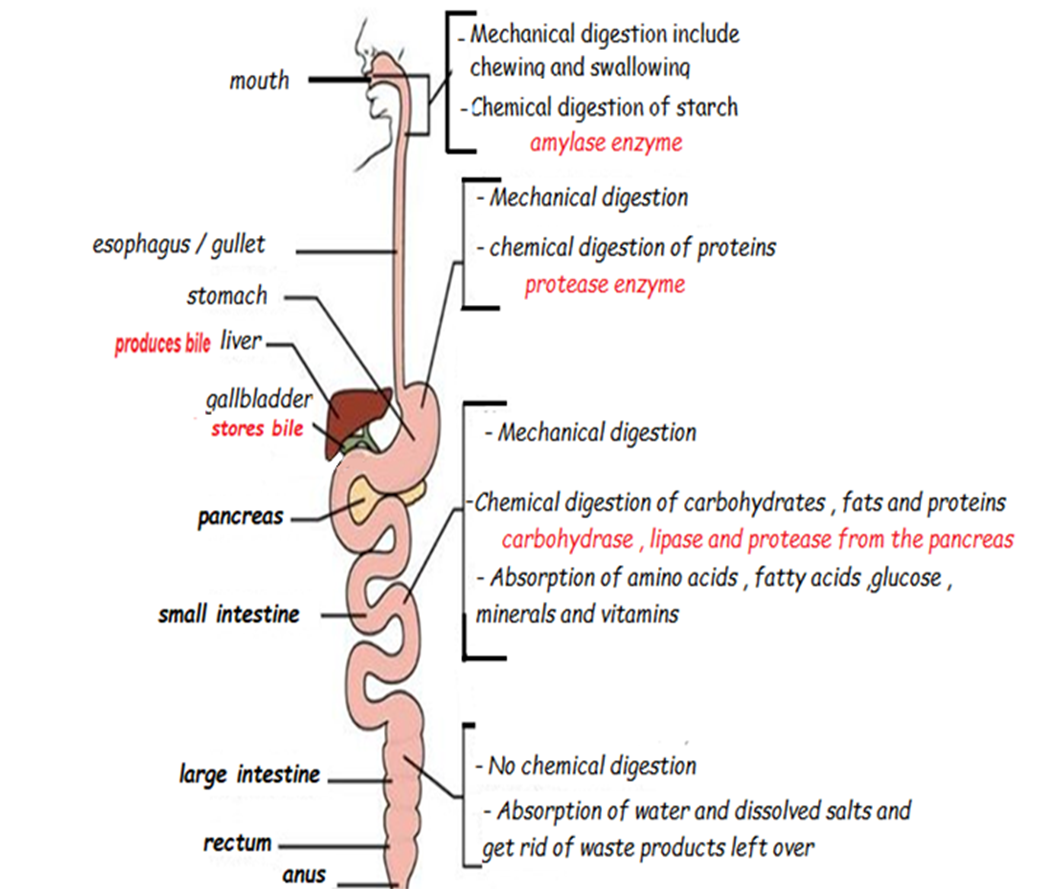 mouth
- Mechanical digestion include
chewing and swallowing
-Chemical digestion of starch
amylase enzyme
- Mechanical digestion
- chemical digestion of proteins
protease enzyme
esophagus / gullet
stomach
produces bile liver
gallbladder
stores bile
- Mechanical digestion
-Chemical digestion of carbohydrates , fats and proteins
carbohydrase , lipase and protease from the pancreas
- Absorption of amino acids , fatty acids ,glucose ,
minerals and vitamins
pancreas
small intestine
- No chemical digestion
- Absorption of water and dissolved salts and
get rid of waste products left over
large intestine
rectum
anus